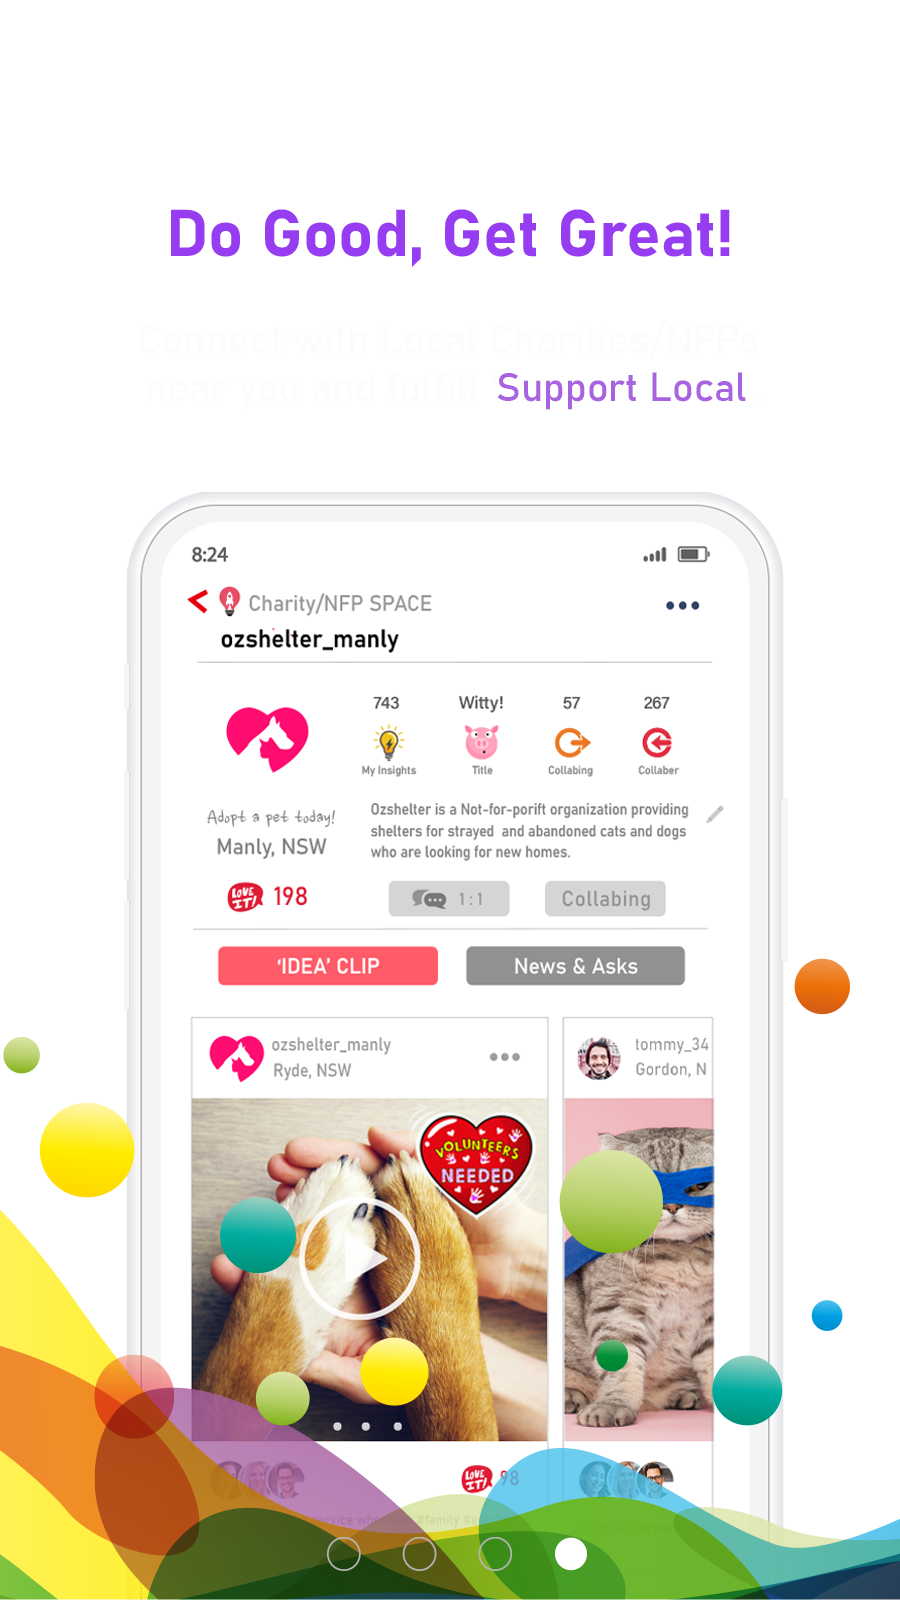 Do Good, Get Great!
Connect with Local Charities/NFPs
near you and fulfill Support Local
8:24
Charity/NFP SPACE
ozshelter_manly
743 Witty! 57 267
My Insights Title Collabing Collaber
Adopt a pet today!
Manly, NSW
Ozshelter is a Not-for-porift organization providing
shelters for strayed and abandoned cats and dogs
who are looking for new homes.
LOVE IT! 198
1:1
Collabing
'IDEA' CLIP
News & Asks
ozshelter_manly
Ryde, NSW
tommy_34
Gordon, N
VOLUNTEERS
NEEDED
LOVE IT! 98
#family